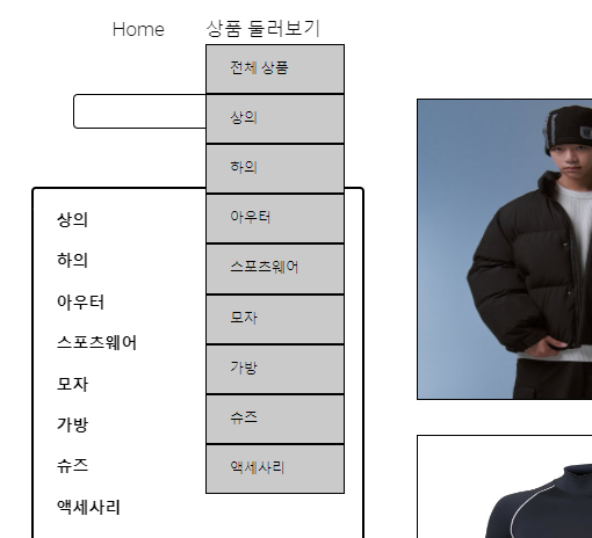 Home 상품 둘러보기
전체 상품
상의
하의
아우터
스포츠웨어
모자
가방
슈즈
액세사리
상의
하의
아우터
스포츠웨어
모자
가방
슈즈
액세사리